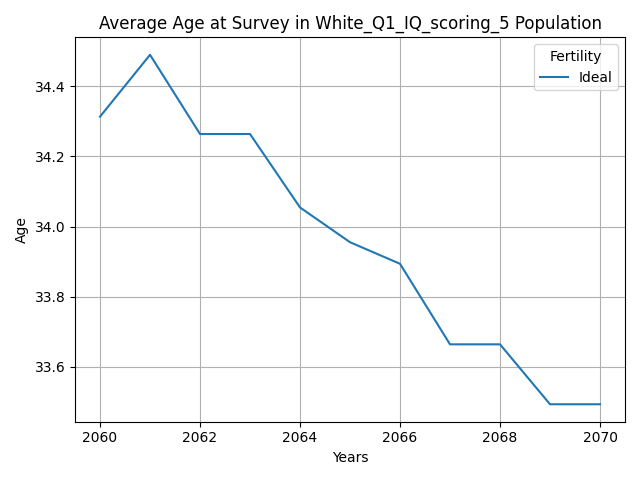 Average Age at Survey in White_Q1_IQ_scoring_5 Population
Fertility
Ideal
34.4
34.2
34.0
33.8
33.6
Age
2060
2062
2064
2066
2068
2070
Years